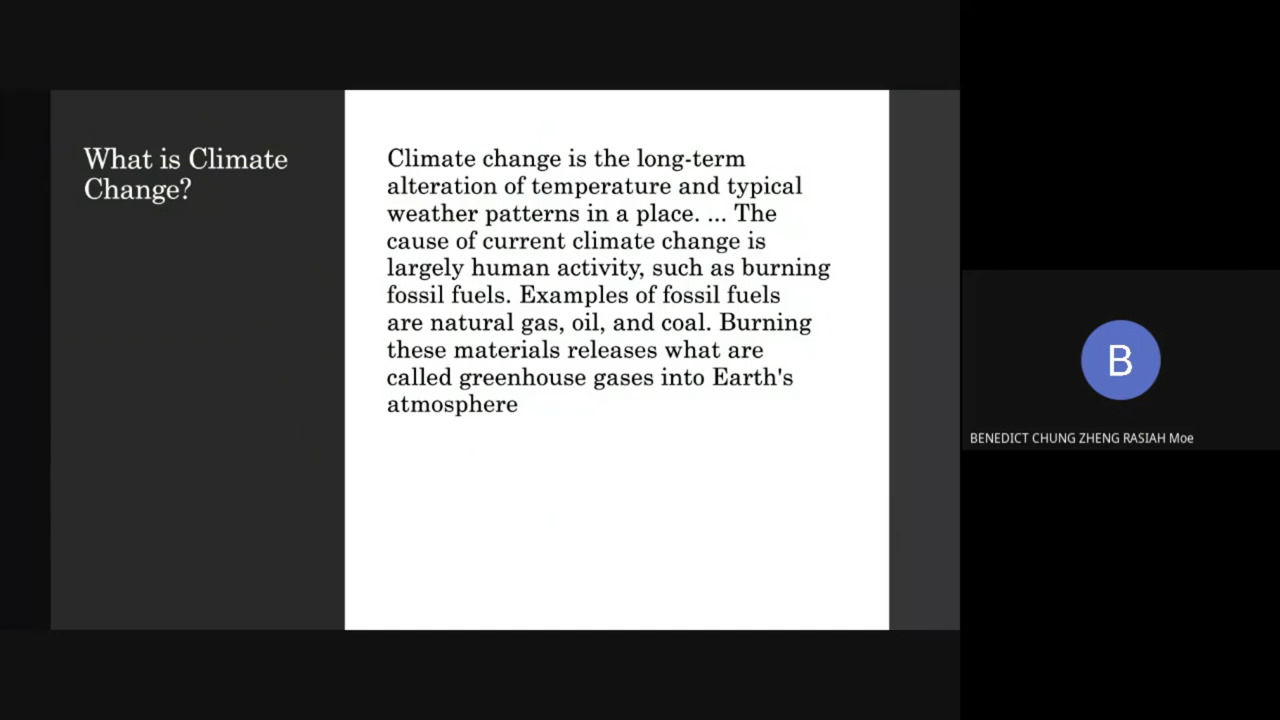 What is Climate
Change?
Climate change is the long-term
alteration of temperature and typical
weather patterns in a place. ... The
cause of current climate change is
largely human activity, such as burning
fossil fuels. Examples of fossil fuels
are natural gas, oil, and coal. Burning
these materials releases what are
called greenhouse gases into Earth's
atmosphere
B
BENEDICT CHUNG ZHENG RASIAH Moe